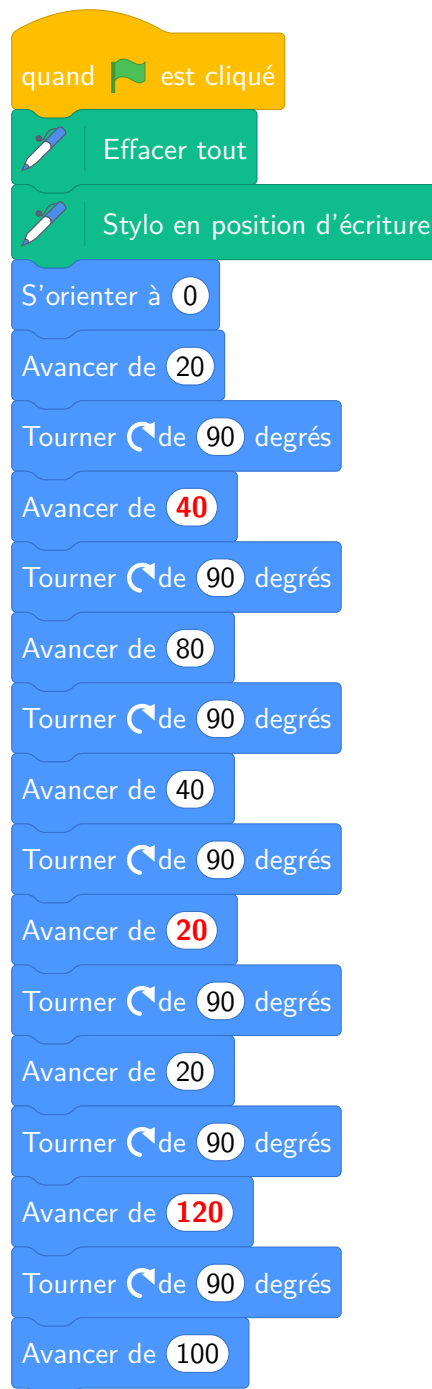 quand est cliqué
Effacer tout
Stylo en position d'écriture
S'orienter à 0
Avancer de 20
Tourner de 90 degrés
Avancer de 40
Tourner de 90 degrés
Avancer de 80
Tourner de 90 degrés
Avancer de 40
Tourner de 90 degrés
Avancer de 20
Tourner de 90 degrés
Avancer de 20
Tourner de 90 degrés
Avancer de 120
Tourner de 90 degrés
Avancer de 100